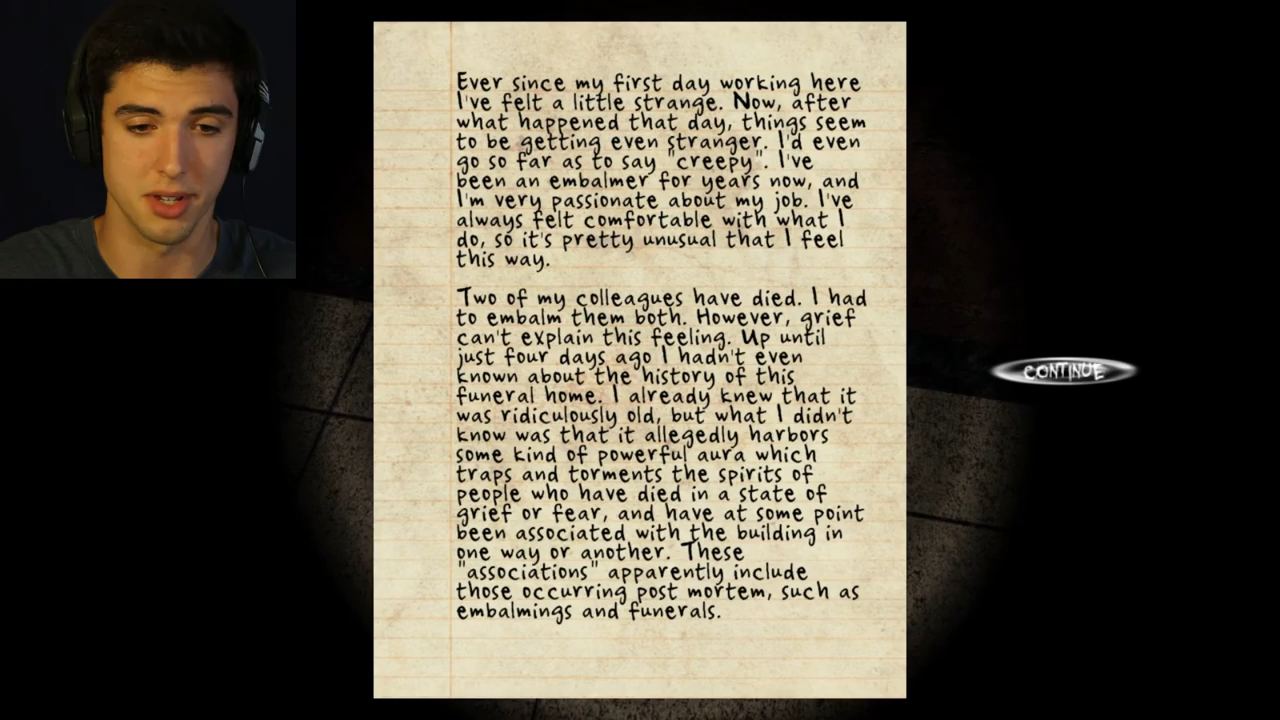 Ever since my first day working here
I've felt a little strange. Now, after
what happened that day, things seem
to be getting even stranger. I'd even
go so far as to say "creepy". I've
been an embalmer for years now, and
I'm very passionate about my job. I've
always felt comfortable with what I
do, so it's pretty unusual that I feel
this way.
Two of my colleagues have died. I had
to embalm them both. However, grief
can't explain this feeling. Up until
just four days ago I hadn't even
known about the history of this
funeral home. I already knew that it
was ridiculously old, but what I didn't
know was that it allegedly harbors
some kind of powerful aura which
traps and torments the spirits of
people who have died in a state of
grief or fear, and have at some point
been associated with the building in
one way or another. These
"associations" apparently include
those occurring post mortem, such as
embalmings and funerals.
CONTINUE